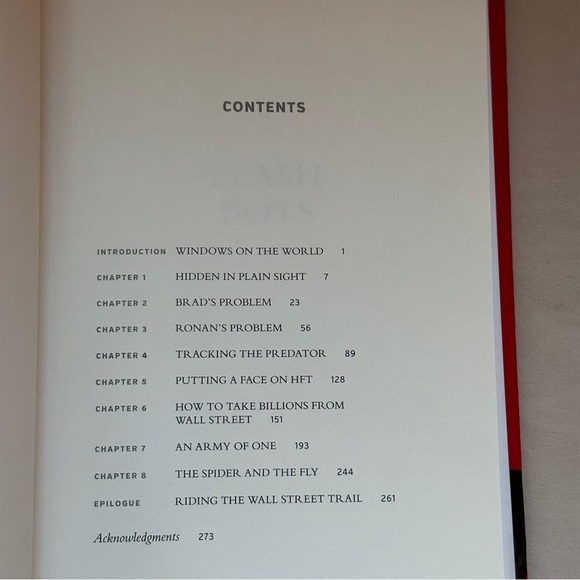 CONTENTS
INTRODUCTION WINDOWS ON THE WORLD 1
CHAPTER 1 HIDDEN IN PLAIN SIGHT 7
CHAPTER 2 BRAD'S PROBLEM 23
CHAPTER 3 RONAN'S PROBLEM 56
CHAPTER 4 TRACKING THE PREDATOR 89
CHAPTER 5 PUTTING A FACE ON HFT 128
CHAPTER 6 HOW TO TAKE BILLIONS FROM
WALL STREET 151
CHAPTER 7 AN ARMY OF ONE 193
CHAPTER 8 THE SPIDER AND THE FLY 244
EPILOGUE RIDING THE WALL STREET TRAIL 261
Acknowledgments 273